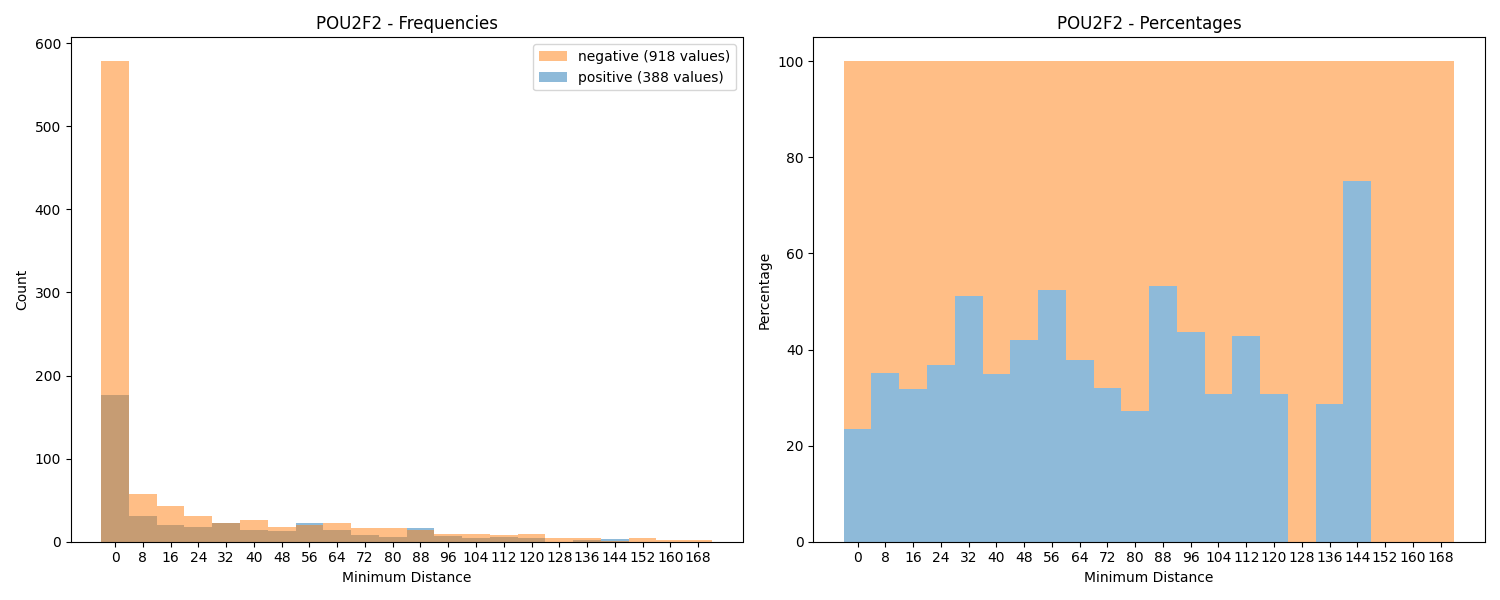 POU2F2 - Frequencies
Count
600
500
400
300
200
100
0
negative (918 values)
positive (388 values)
0 8 16 24 32 40 48 56 64 72 80 88 96 104 112 120 128 136 144 152 160 168
Minimum Distance
POU2F2 - Percentages
Percentage
100
80
60
40
20
0
0 8 16 24 32 40 48 56 64 72 80 88 96 104 112 120 128 136 144 152 160 168
Minimum Distance